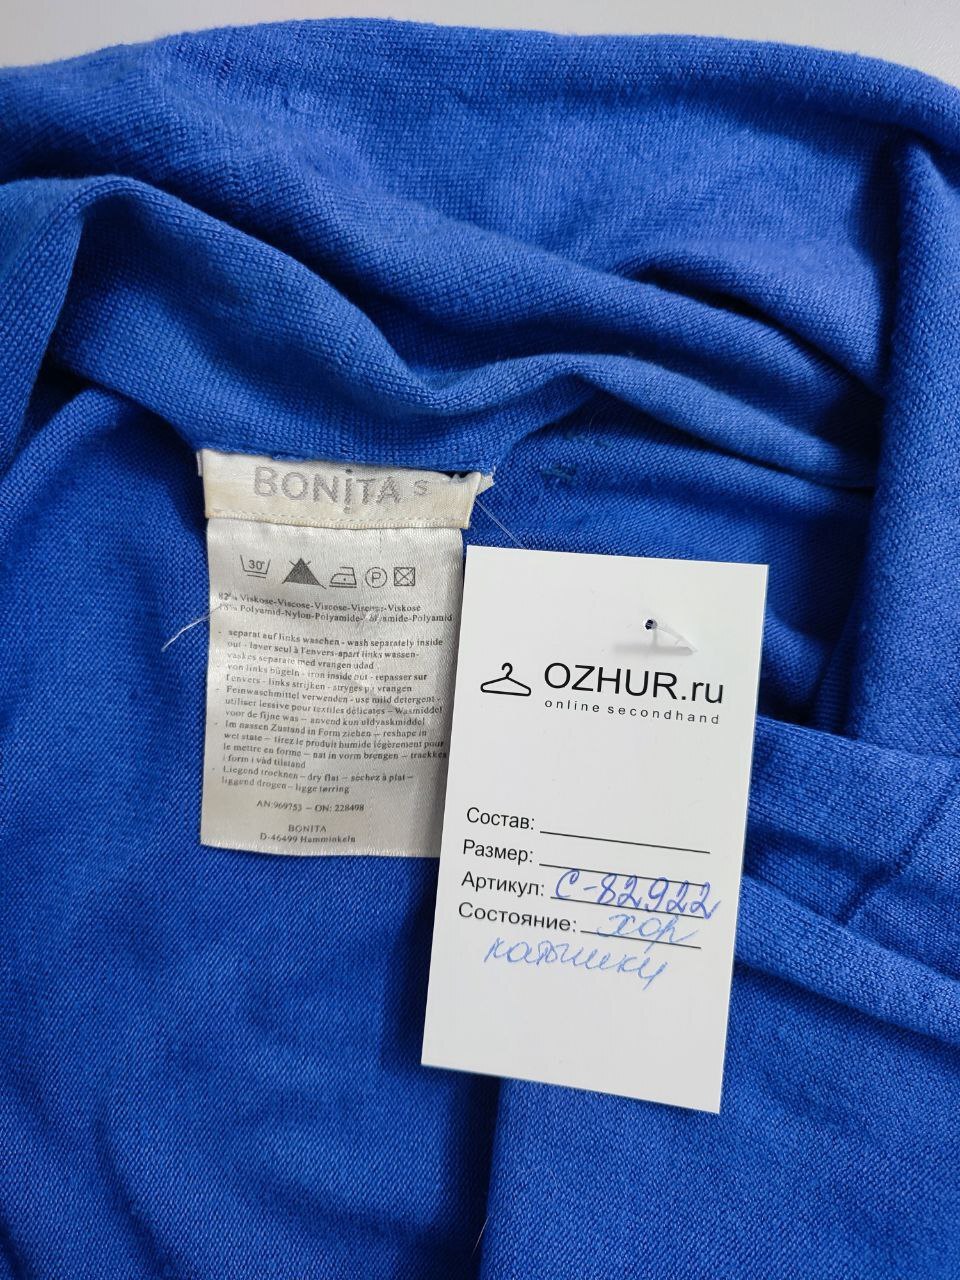 BONiTA S
30°
P
82% Viskose-Viscose-Viscose-Viscose-Viskose
18% Polyamid-Nylon-Polyamide-Polyamide-Polyamid
- separat auf links waschen - wash separately inside
out - laver seul à l'envers-apart links wassen-
vaskes separate med vrangen udad
von links bügeln - iron inside out - repasser sur
l'envers - links strijken - stryges på vrangen
- Feinwaschmittel verwenden - use mild detergent -
utiliser lessive pour textiles délicates – Wasmiddel
voor de fijne was – anvend kun uldvaskmiddel
- Im nassen Zustand in Form ziehen – reshape in
wet state – tirez le produit humide légèrement pour
le mettre en forme – nat in vorm brengen – traekkes
i form i våd tilstand
- Liegend trocknen – dry flat – séchez à plat –
liggend drogen – ligge tørring
AN:969753 – ON: 228498
BONITA
D-46499 Hamminkeln
OZHUR.ru
online secondhand
Состав:
Размер:
Артикул: С-82922
Состояние: хор
катышки